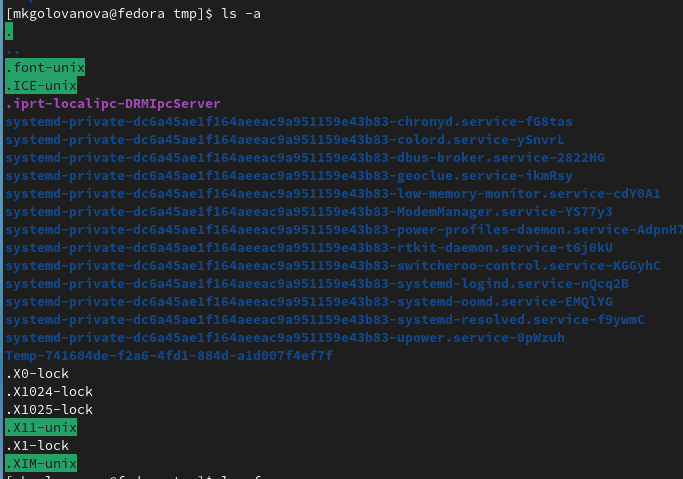 [mkgolovanova@fedora tmp]$ ls -a
.
..
.font-unix
.ICE-unix
.iprt-localipc-DRMIpcServer
systemd-private-dc6a45ae1f164aeeac9a951159e43b83-chronyd.service-fG8tas
systemd-private-dc6a45ae1f164aeeac9a951159e43b83-colord.service-ySnvrL
systemd-private-dc6a45ae1f164aeeac9a951159e43b83-dbus-broker.service-2822HG
systemd-private-dc6a45ae1f164aeeac9a951159e43b83-geoclue.service-ikmRsy
systemd-private-dc6a45ae1f164aeeac9a951159e43b83-low-memory-monitor.service-cdY0A1
systemd-private-dc6a45ae1f164aeeac9a951159e43b83-ModemManager.service-YS77y3
systemd-private-dc6a45ae1f164aeeac9a951159e43b83-power-profiles-daemon.service-AdpnH7
systemd-private-dc6a45ae1f164aeeac9a951159e43b83-rtkit-daemon.service-t6j0kU
systemd-private-dc6a45ae1f164aeeac9a951159e43b83-switcheroo-control.service-KGGyhC
systemd-private-dc6a45ae1f164aeeac9a951159e43b83-systemd-logind.service-nQcq2B
systemd-private-dc6a45ae1f164aeeac9a951159e43b83-systemd-oomd.service-EMQlYG
systemd-private-dc6a45ae1f164aeeac9a951159e43b83-systemd-resolved.service-f9ywmC
systemd-private-dc6a45ae1f164aeeac9a951159e43b83-upower.service-0pWzuh
Temp-741604de-f2a6-4fd1-884d-a1d007f4ef7f
.X0-lock
.X1024-lock
.X1025-lock
.X11-unix
.X1-lock
.XIM-unix